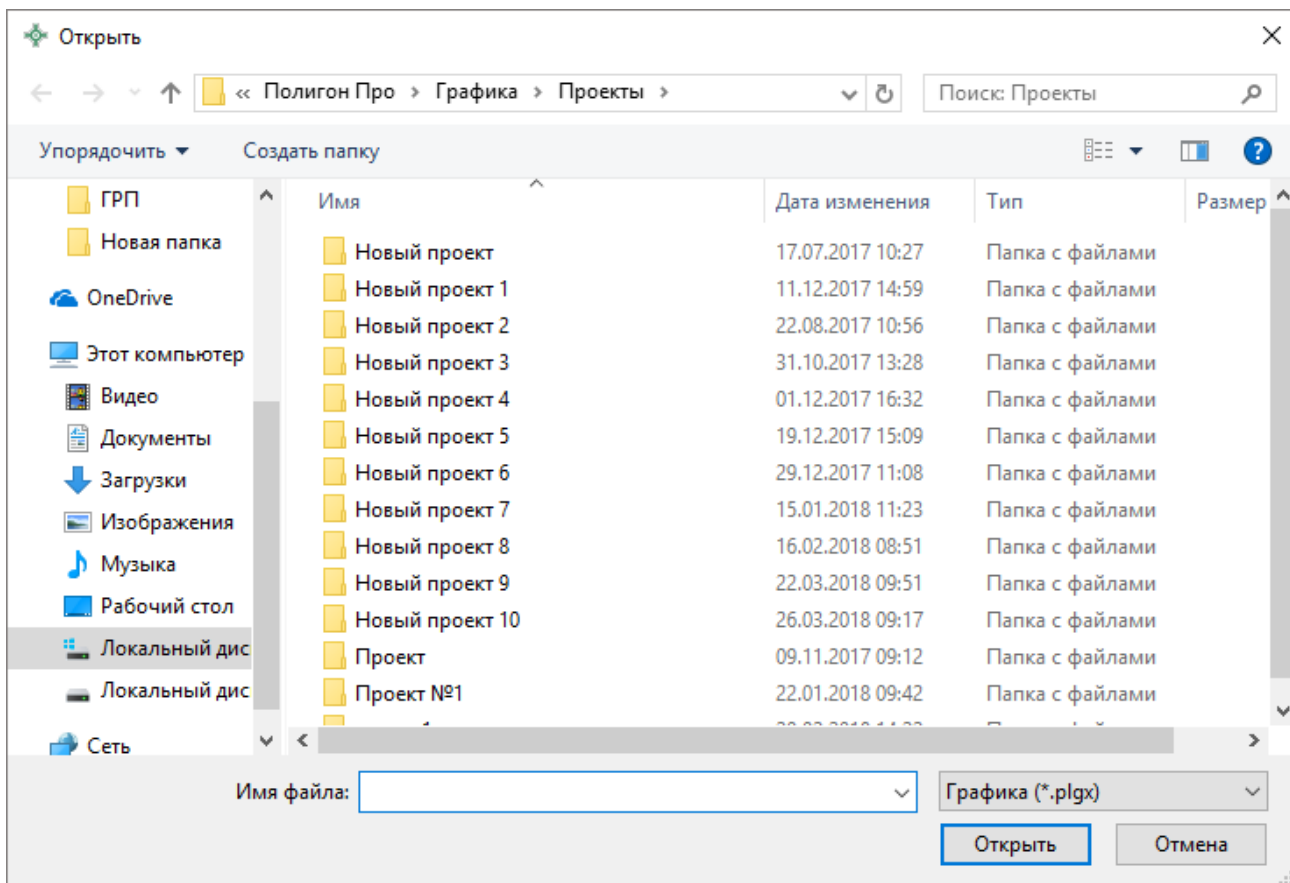 Открыть
« Полигон Про › Графика › Проекты ›
Поиск: Проекты
Упорядочить
Создать папку
?
ГРП
Новая папка
OneDrive
Этот компьютер
Видео
Документы
Загрузки
Изображения
Музыка
Рабочий стол
Локальный дис
Локальный дис
Сеть
Имя Дата изменения Тип Размер
Новый проект 17.07.2017 10:27 Папка с файлами
Новый проект 1 11.12.2017 14:59 Папка с файлами
Новый проект 2 22.08.2017 10:56 Папка с файлами
Новый проект 3 31.10.2017 13:28 Папка с файлами
Новый проект 4 01.12.2017 16:32 Папка с файлами
Новый проект 5 19.12.2017 15:09 Папка с файлами
Новый проект 6 29.12.2017 11:08 Папка с файлами
Новый проект 7 15.01.2018 11:23 Папка с файлами
Новый проект 8 16.02.2018 08:51 Папка с файлами
Новый проект 9 22.03.2018 09:51 Папка с файлами
Новый проект 10 26.03.2018 09:17 Папка с файлами
Проект 09.11.2017 09:12 Папка с файлами
Проект №1 22.01.2018 09:42 Папка с файлами
Имя файла:
Графика (*.plgx)
Открыть
Отмена